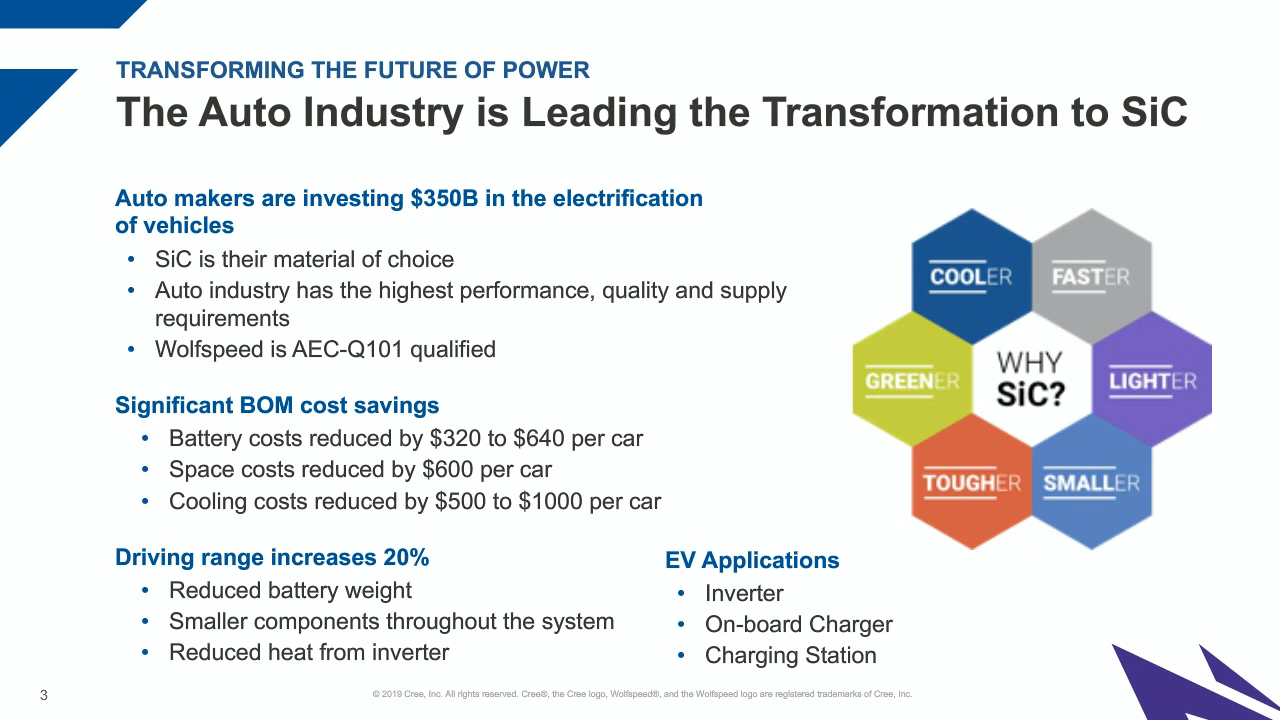 TRANSFORMING THE FUTURE OF POWER
The Auto Industry is Leading the Transformation to SiC
Auto makers are investing $350B in the electrification
of vehicles
• SiC is their material of choice
• Auto industry has the highest performance, quality and supply
requirements
• Wolfspeed is AEC-Q101 qualified
Significant BOM cost savings
• Battery costs reduced by $320 to $640 per car
• Space costs reduced by $600 per car
• Cooling costs reduced by $500 to $1000 per car
Driving range increases 20%
• Reduced battery weight
• Smaller components throughout the system
• Reduced heat from inverter
EV Applications
• Inverter
• On-board Charger
• Charging Station
COOLER
FASTER
GREENER
WHY
SiC?
LIGHTER
TOUGHER
SMALLER
3
© 2019 Cree, Inc. All rights reserved. Cree®, the Cree logo, Wolfspeed®, and the Wolfspeed logo are registered trademarks of Cree, Inc.